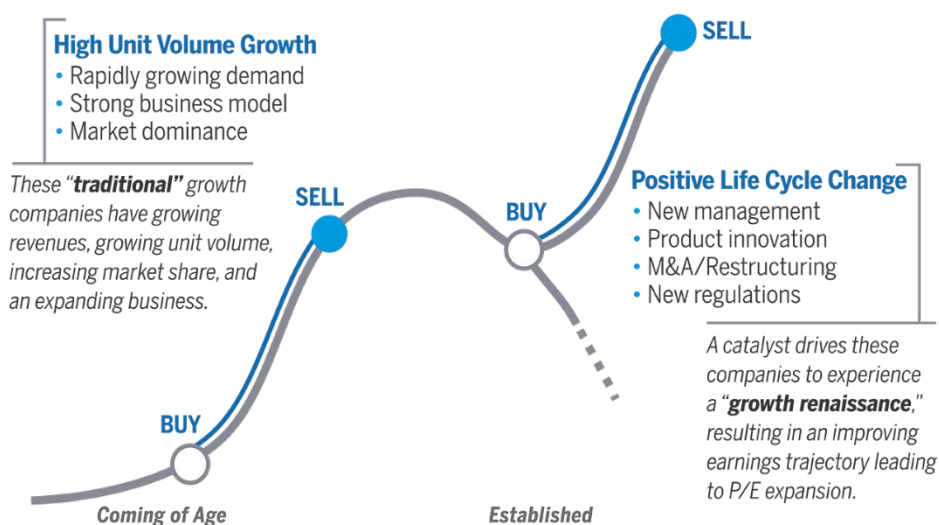 High Unit Volume Growth
• Rapidly growing demand
• Strong business model
• Market dominance
These “traditional” growth
companies have growing
revenues, growing unit volume,
increasing market share, and
an expanding business.
BUY
SELL
BUY
SELL
Positive Life Cycle Change
• New management
• Product innovation
• M&A/Restructuring
• New regulations
A catalyst drives these
companies to experience
a “growth renaissance,”
resulting in an improving
earnings trajectory leading
to P/E expansion.
Coming of Age
Established